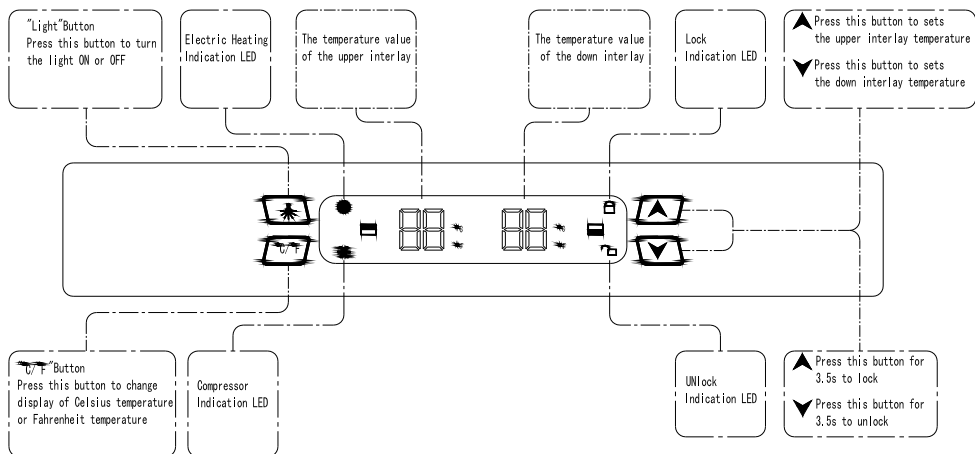 "Light"Button
Press this button to turn
the light ON or OFF
Electric Heating
Indication LED
The temperature value
of the upper interlay
The temperature value
of the down interlay
Lock
Indication LED
Press this button to sets
the upper interlay temperature
Press this button to sets
the down interlay temperature
C/ F
C/ F"Button
Press this button to change
display of Celsius temperature
or Fahrenheit temperature
Compressor
Indication LED
UNlock
Indication LED
Press this button for
3.5s to lock
Press this button for
3.5s to unlock